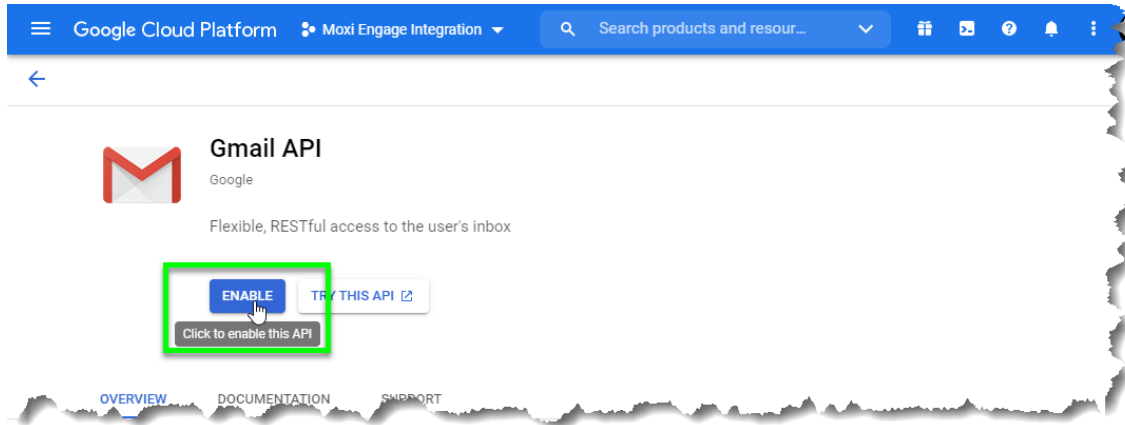 Google Cloud Platform Moxi Engage Integration Search products and resour...
Gmail API
Google
Flexible, RESTful access to the user's inbox
ENABLE TRY THIS API
Click to enable this API
OVERVIEW DOCUMENTATION SUPPORT